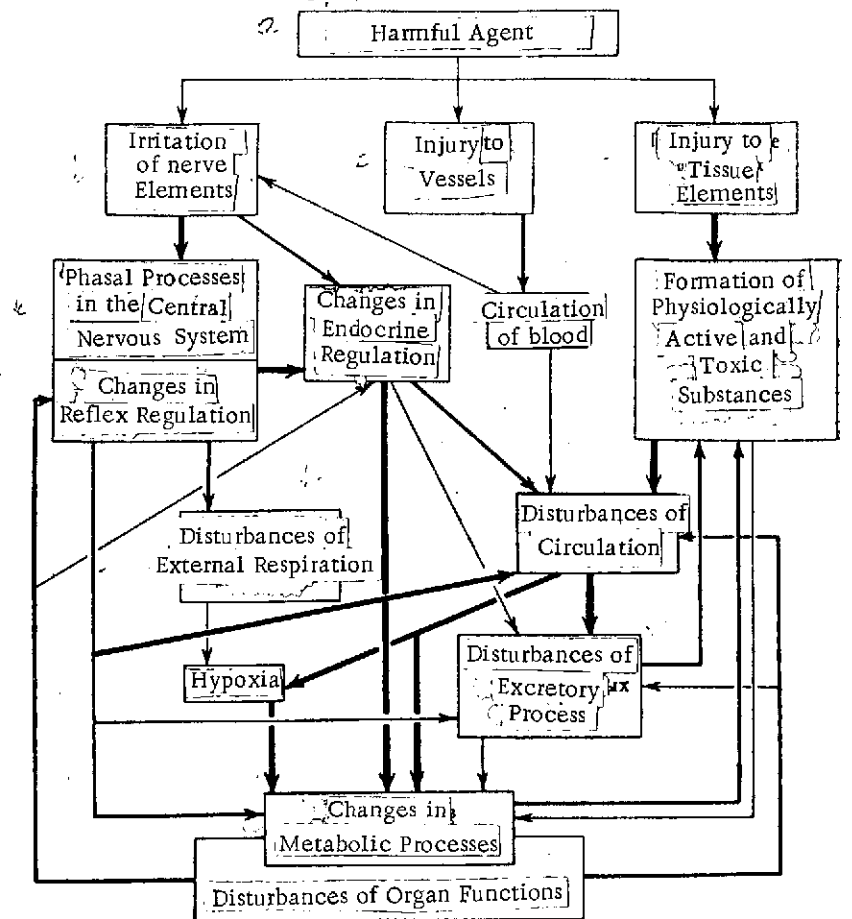 Harmful Agent
Irritation
of nerve
Elements
Injury to
Vessels
Injury to
Tissue
Elements
Phasal Processes
in the Central
Nervous System
Changes in
Reflex Regulation
Changes in
Endocrine
Regulation
Circulation
of blood
Formation of
Physiologically
Active and
Toxic
Substances
Disturbances of
External Respiration
Disturbances of
Circulation
Hypoxia
Disturbances of
Excretory
Process
Changes in
Metabolic Processes
Disturbances of Organ Functions